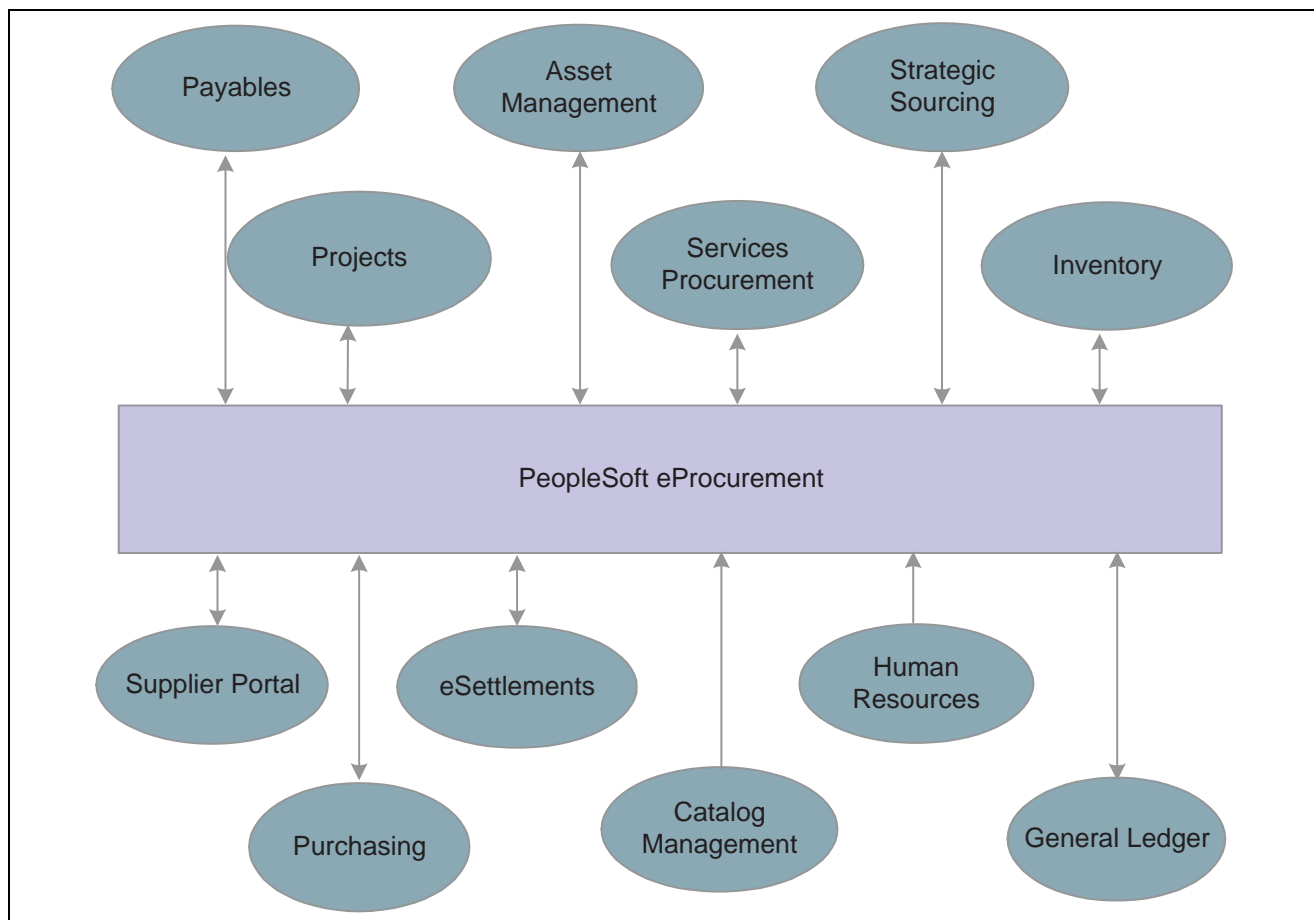 Payables
Asset
Management
Strategic
Sourcing
Projects
Services
Procurement
Inventory
PeopleSoft eProcurement
Supplier Portal
eSettlements
Human
Resources
Purchasing
Catalog
Management
General Ledger